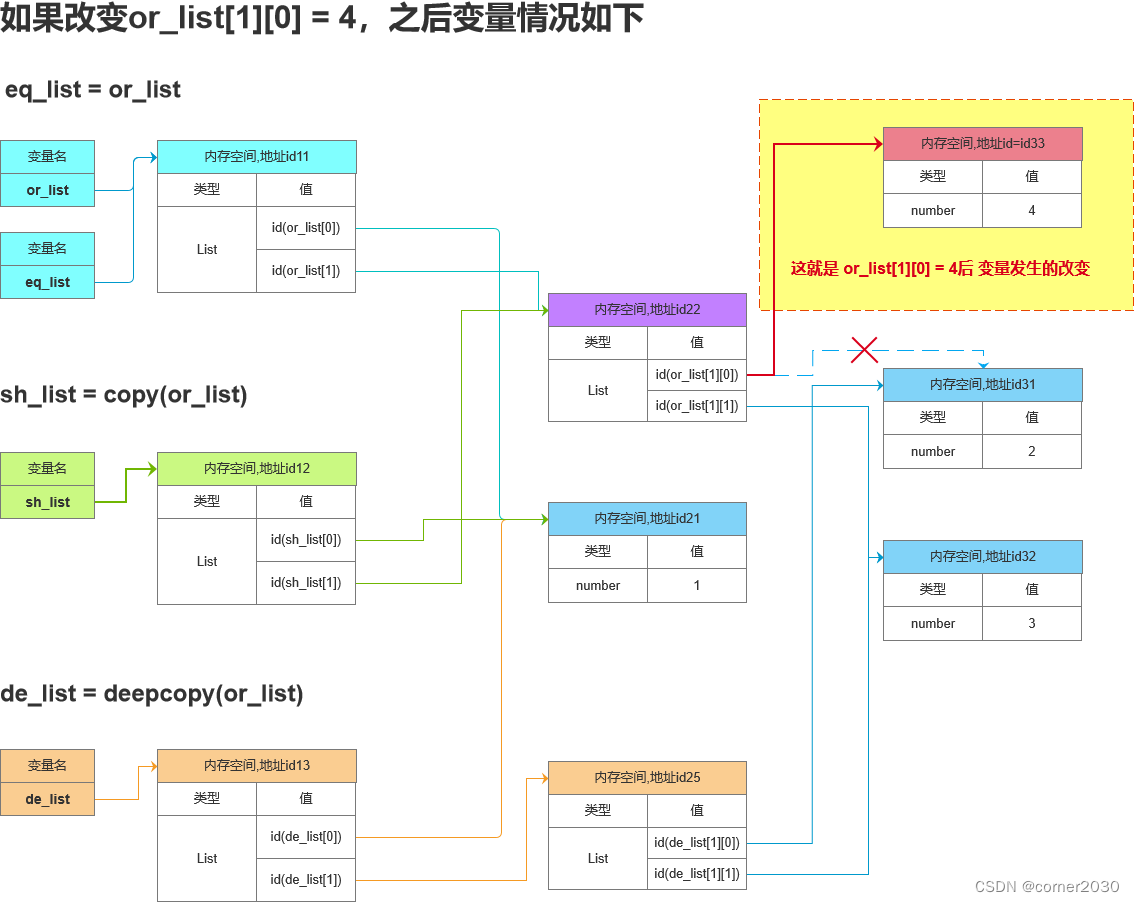 如果改变or_list[1][0] = 4，之后变量情况如下
eq_list = or_list
变量名
or_list
变量名
eq_list
内存空间,地址id11
类型 值
List
id(or_list[0])
id(or_list[1])
内存空间,地址id=id33
类型 值
number 4
这就是 or_list[1][0] = 4后 变量发生的改变
内存空间,地址id22
类型 值
List
id(or_list[1][0])
id(or_list[1][1])
内存空间,地址id31
类型 值
number 2
sh_list = copy(or_list)
变量名
sh_list
内存空间,地址id12
类型 值
List
id(sh_list[0])
id(sh_list[1])
内存空间,地址id21
类型 值
number 1
内存空间,地址id32
类型 值
number 3
de_list = deepcopy(or_list)
变量名
de_list
内存空间,地址id13
类型 值
List
id(de_list[0])
id(de_list[1])
内存空间,地址id25
类型 值
List
id(de_list[1][0])
id(de_list[1][1])
CSDN @corner2030